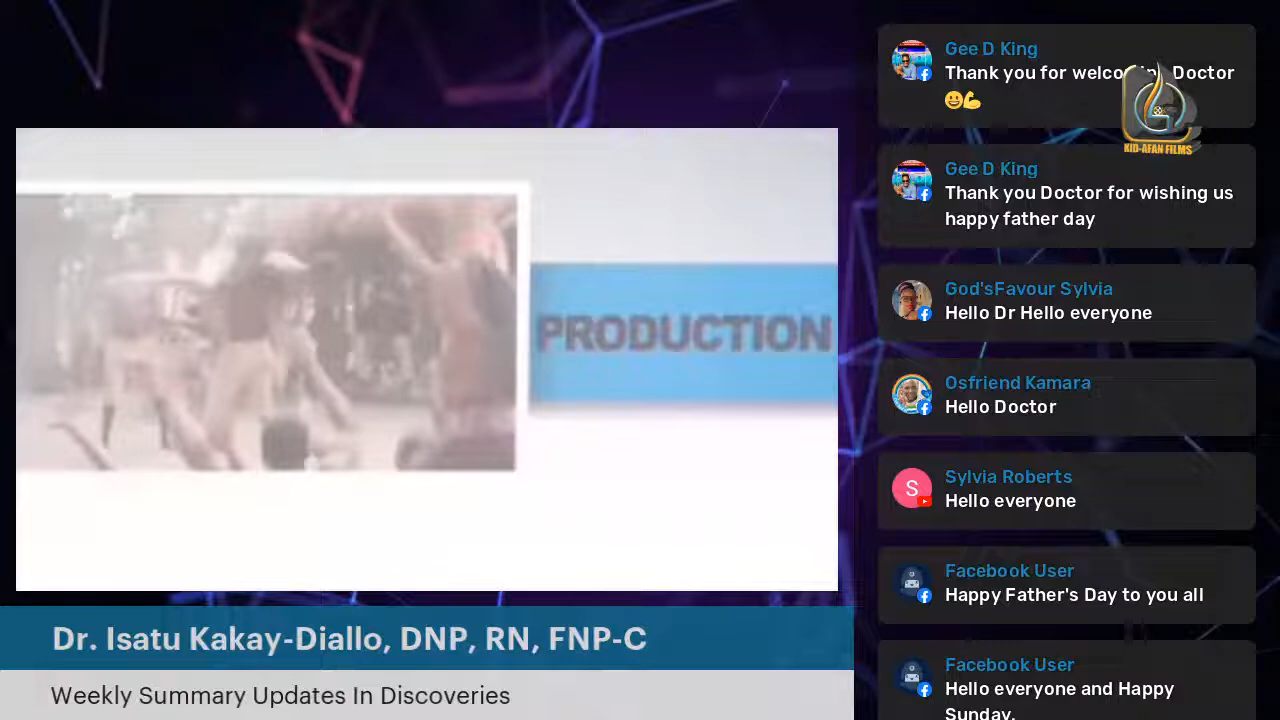 PRODUCTION
Dr. Isatu Kakay-Diallo, DNP, RN, FNP-C
Weekly Summary Updates In Discoveries
Gee D King
Thank you for Doctor
😀💪
KID-AFAN FILMS
Gee D King
Thank you Doctor for wishing us
happy father day
God'sFavour Sylvia
Hello Dr Hello everyone
Osfriend Kamara
Hello Doctor
S
Sylvia Roberts
Hello everyone
Facebook User
Happy Father's Day to you all
Facebook User
Hello everyone and Happy
Sunday.